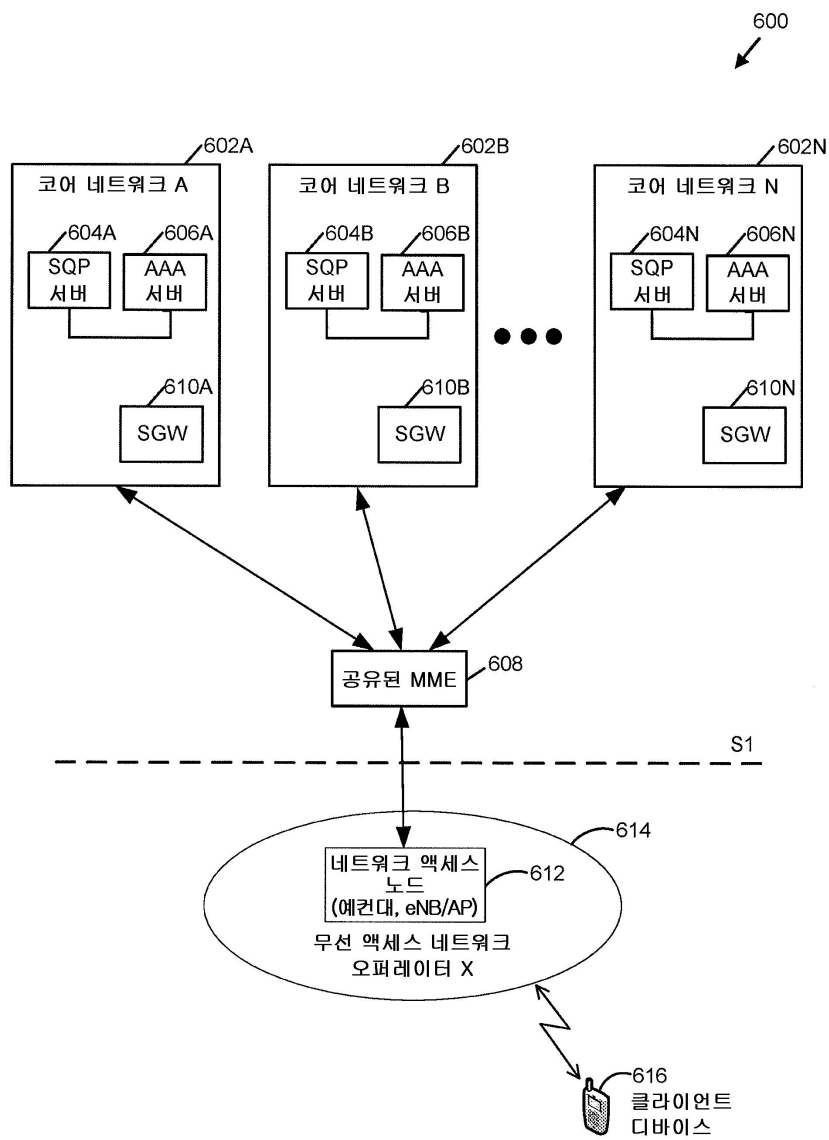 600
602A
602B
602N
코어 네트워크 A
코어 네트워크 B
코어 네트워크 N
604A
606A
604B
606B
604N
606N
SQP
서버
AAA
서버
SQP
서버
AAA
서버
SQP
서버
AAA
서버
610A
610B
610N
SGW
SGW
SGW
공유된 MME
608
S1
614
네트워크 액세스
노드
(예컨대, eNB/AP)
612
무선 액세스 네트워크
오퍼레이터 X
616
클라이언트
디바이스